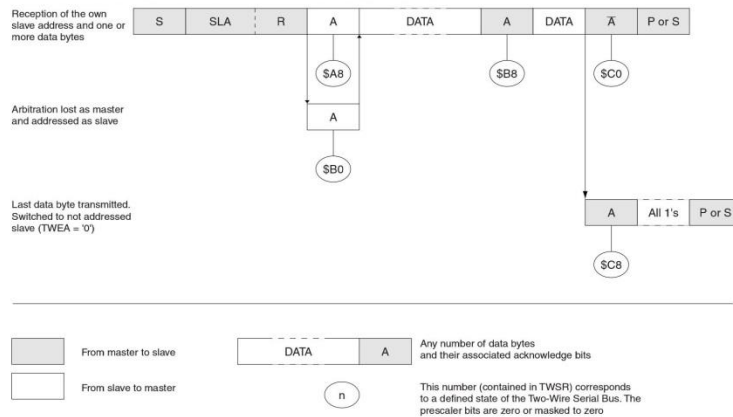 Reception of the own
slave address and one or
more data bytes
S SLA R A DATA A DATA A̅ P or S
$A8 $B8 $C0
Arbitration lost as master
and addressed as slave
A
$B0
Last data byte transmitted.
Switched to not addressed
slave (TWEA = '0')
A All 1's P or S
$C8
From master to slave
From slave to master
DATA A
Any number of data bytes
and their associated acknowledge bits
n
This number (contained in TWSR) corresponds
to a defined state of the Two-Wire Serial Bus. The
prescaler bits are zero or masked to zero